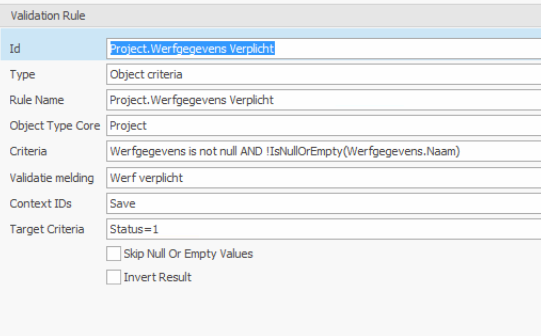 Validation Rule
Id Project.Werfgegevens Verplicht
Type Object criteria
Rule Name Project.Werfgegevens Verplicht
Object Type Core Project
Criteria Werfgegevens is not null AND !IsNullOrEmpty(Werfgegevens.Naam)
Validatie melding Werf verplicht
Context IDs Save
Target Criteria Status=1
Skip Null Or Empty Values
Invert Result